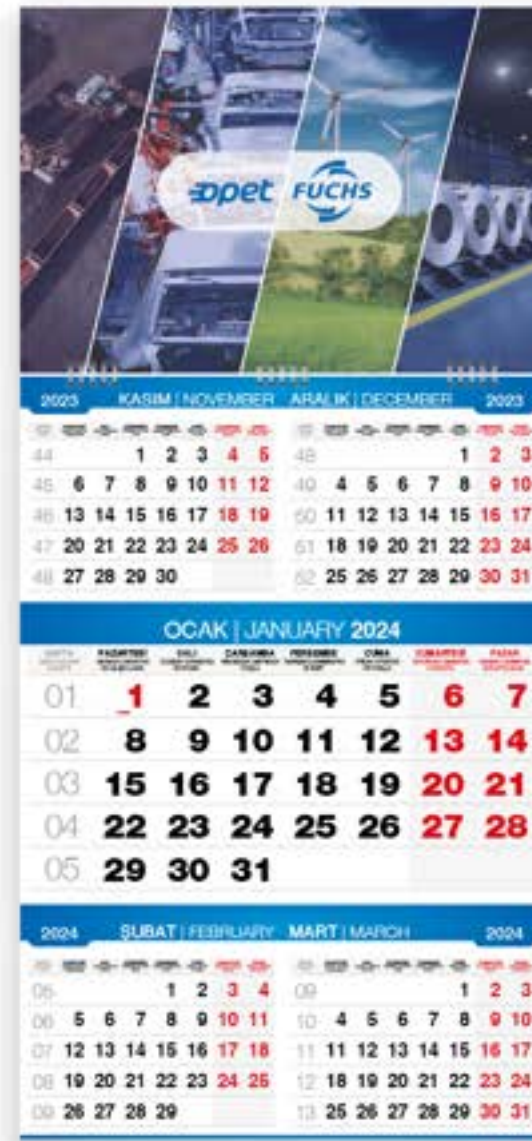 opet FUCHS
2023 KASIM | NOVEMBER ARALIK | DECEMBER 2023
44 1 2 3 4 5 48 1 2 3
45 6 7 8 9 10 11 12 49 4 5 6 7 8 9 10
46 13 14 15 16 17 18 19 50 11 12 13 14 15 16 17
47 20 21 22 23 24 25 26 51 18 19 20 21 22 23 24
48 27 28 29 30 52 25 26 27 28 29 30 31
OCAK | JANUARY 2024
PAZARTESİ SALI ÇARŞAMBA PERŞEMBE CUMA CUMARTESİ PAZAR
01 1 2 3 4 5 6 7
02 8 9 10 11 12 13 14
03 15 16 17 18 19 20 21
04 22 23 24 25 26 27 28
05 29 30 31
2024 ŞUBAT | FEBRUARY MART | MARCH 2024
05 1 2 3 4 09 1 2 3
06 5 6 7 8 9 10 11 10 4 5 6 7 8 9 10
07 12 13 14 15 16 17 18 11 11 12 13 14 15 16 17
08 19 20 21 22 23 24 25 12 18 19 20 21 22 23 24
09 26 27 28 29 13 25 26 27 28 29 30 31